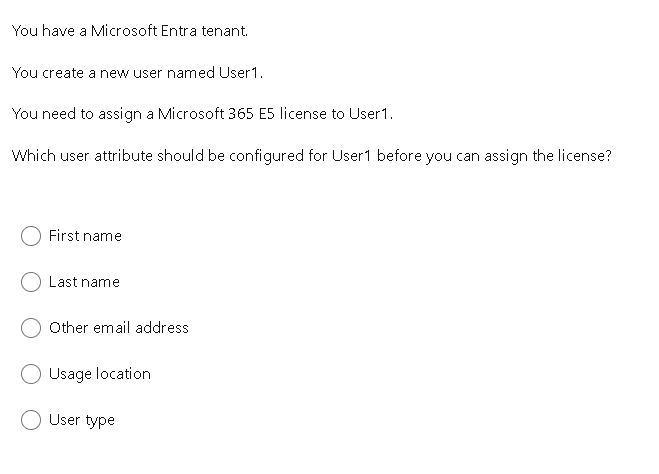 You have a Microsoft Entra tenant.
You create a new user named User1.
You need to assign a Microsoft 365 E5 license to User1.
Which user attribute should be configured for User1 before you can assign the license?
First name
Last name
Other email address
Usage location
User type